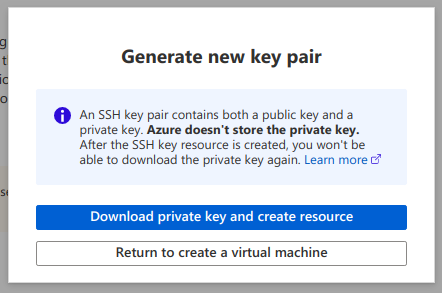 Generate new key pair
An SSH key pair contains both a public key and a
private key. Azure doesn't store the private key.
After the SSH key resource is created, you won't be
able to download the private key again. Learn more
Download private key and create resource
Return to create a virtual machine